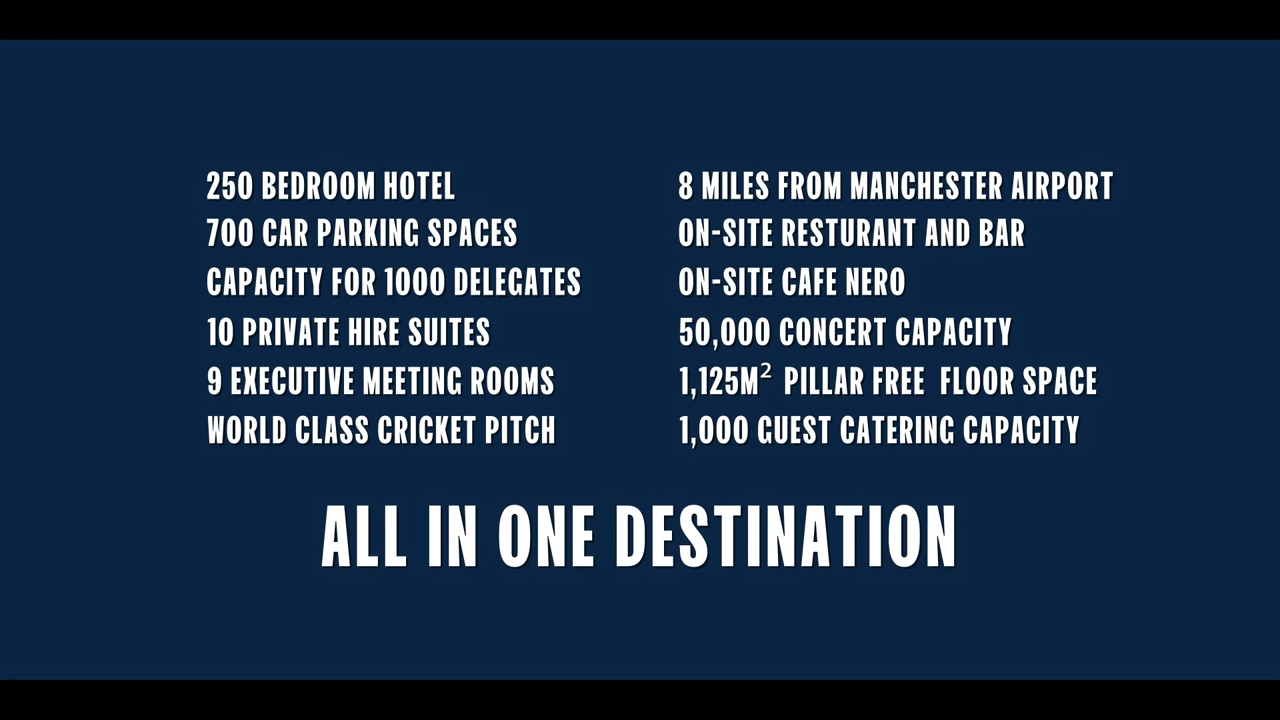 250 BEDROOM HOTEL
700 CAR PARKING SPACES
CAPACITY FOR 1000 DELEGATES
10 PRIVATE HIRE SUITES
9 EXECUTIVE MEETING ROOMS
WORLD CLASS CRICKET PITCH
8 MILES FROM MANCHESTER AIRPORT
ON-SITE RESTURANT AND BAR
ON-SITE CAFE NERO
50,000 CONCERT CAPACITY
1,125M² PILLAR FREE  FLOOR SPACE
1,000 GUEST CATERING CAPACITY
ALL IN ONE DESTINATION